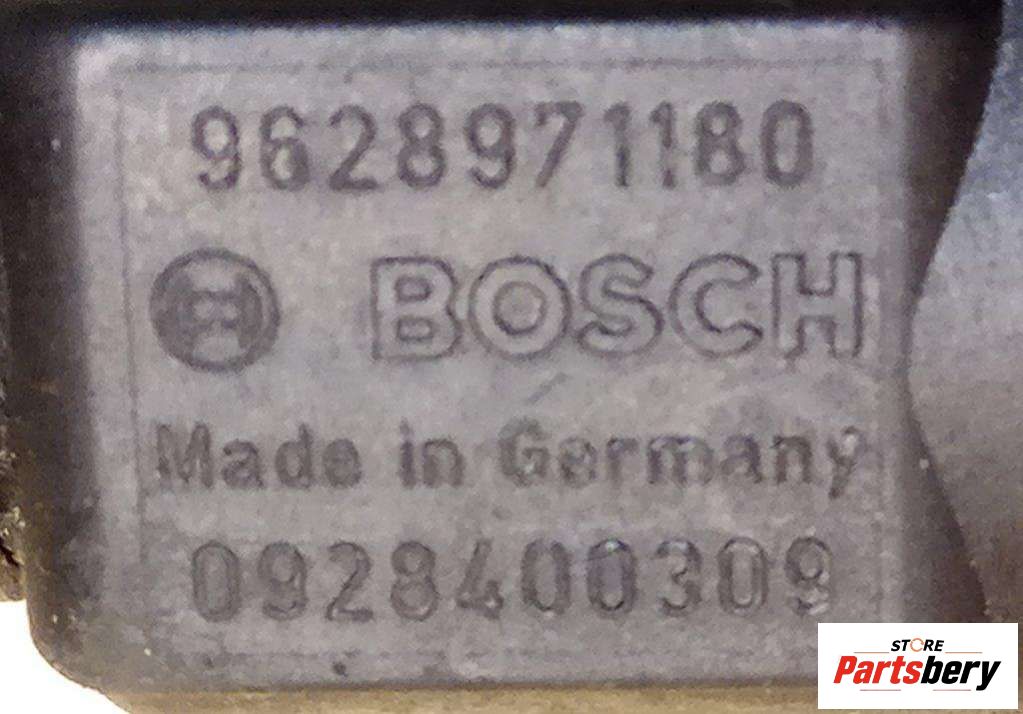 9628971180
BOSCH
Made in Germany
0928400309
STORE
Partsbery